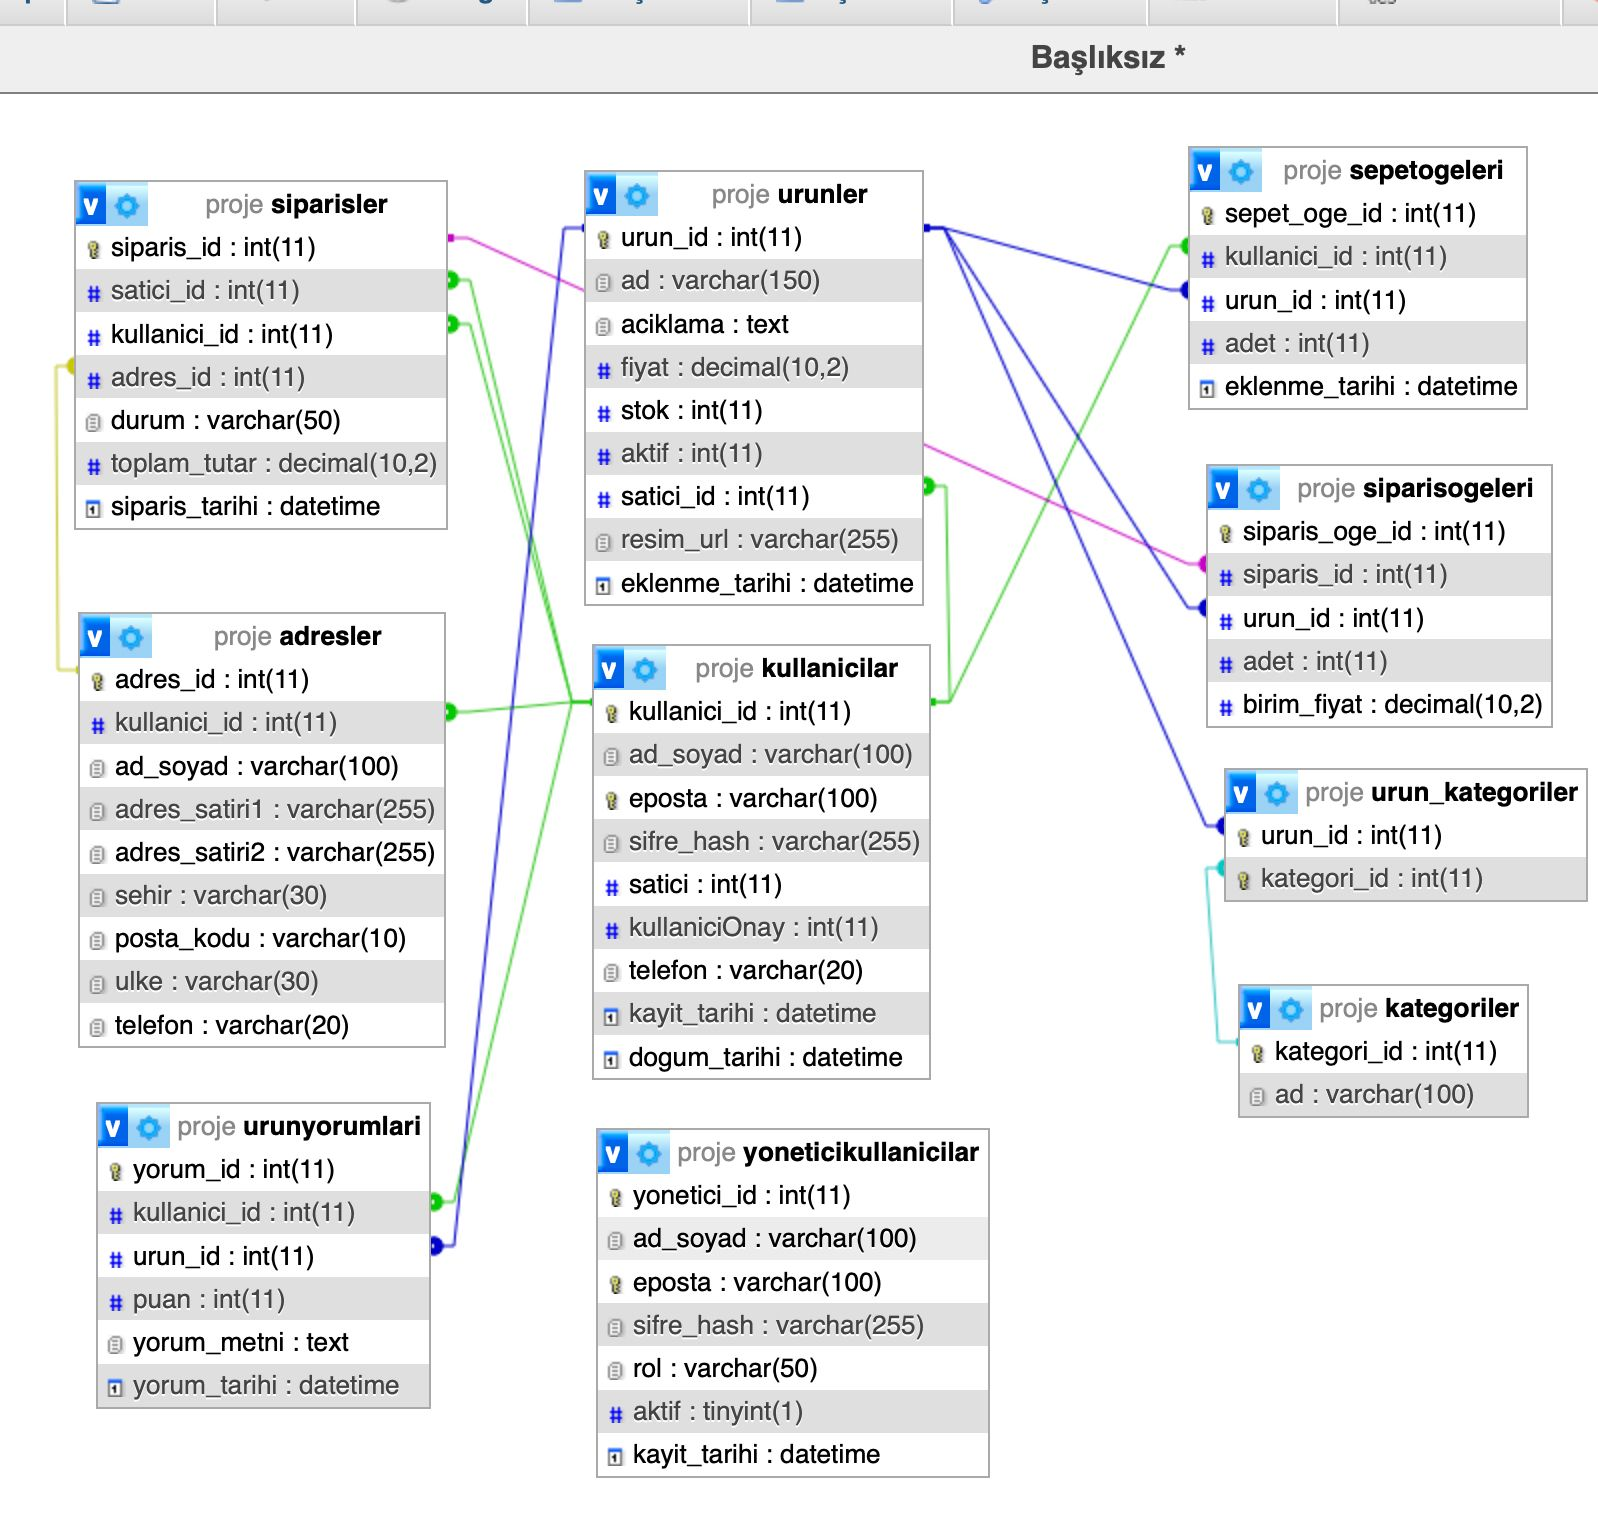 Başlıksız *
proje siparisler
siparis_id : int(11)
satici_id : int(11)
kullanici_id : int(11)
adres_id : int(11)
durum : varchar(50)
toplam_tutar : decimal(10,2)
siparis_tarihi : datetime
proje urunler
urun_id : int(11)
ad : varchar(150)
aciklama : text
fiyat : decimal(10,2)
stok : int(11)
aktif : int(11)
satici_id : int(11)
resim_url : varchar(255)
eklenme_tarihi : datetime
proje sepetogeleri
sepet_oge_id : int(11)
kullanici_id : int(11)
urun_id : int(11)
adet : int(11)
eklenme_tarihi : datetime
proje siparisogeleri
siparis_oge_id : int(11)
siparis_id : int(11)
urun_id : int(11)
adet : int(11)
birim_fiyat : decimal(10,2)
proje adresler
adres_id : int(11)
kullanici_id : int(11)
ad_soyad : varchar(100)
adres_satiri1 : varchar(255)
adres_satiri2 : varchar(255)
sehir : varchar(30)
posta_kodu : varchar(10)
ulke : varchar(30)
telefon : varchar(20)
proje kullanicilar
kullanici_id : int(11)
ad_soyad : varchar(100)
eposta : varchar(100)
sifre_hash : varchar(255)
satici : int(11)
kullaniciOnay : int(11)
telefon : varchar(20)
kayit_tarihi : datetime
dogum_tarihi : datetime
proje urun_kategoriler
urun_id : int(11)
kategori_id : int(11)
proje kategoriler
kategori_id : int(11)
ad : varchar(100)
proje urunyorumlari
yorum_id : int(11)
kullanici_id : int(11)
urun_id : int(11)
puan : int(11)
yorum_metni : text
yorum_tarihi : datetime
proje yoneticikullanicilar
yonetici_id : int(11)
ad_soyad : varchar(100)
eposta : varchar(100)
sifre_hash : varchar(255)
rol : varchar(50)
aktif : tinyint(1)
kayit_tarihi : datetime